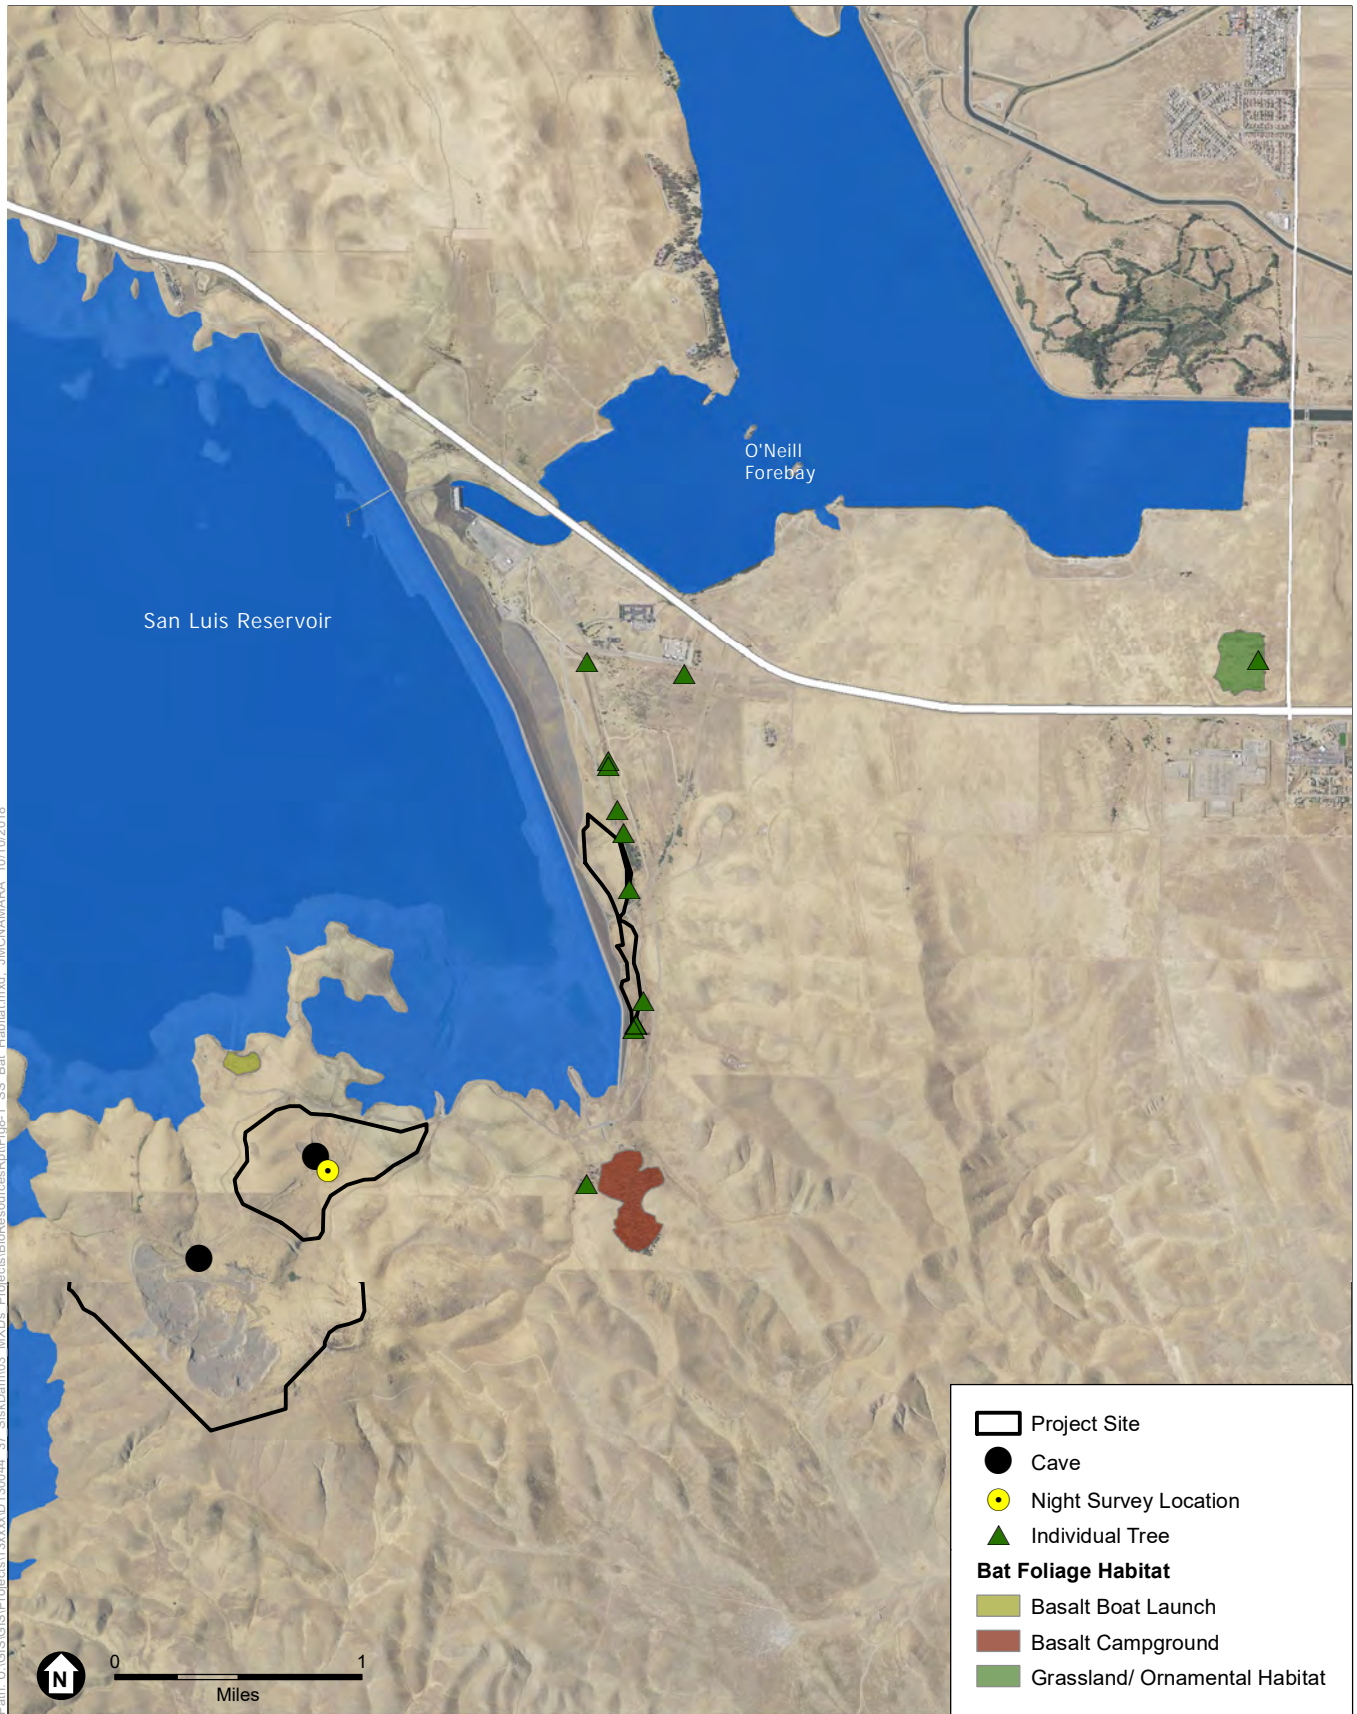 O'Neill
Forebay
San Luis Reservoir
Project Site
Cave
Night Survey Location
Individual Tree
Bat Foliage Habitat
Basalt Boat Launch
Basalt Campground
Grassland/ Ornamental Habitat
N
0 1
Miles